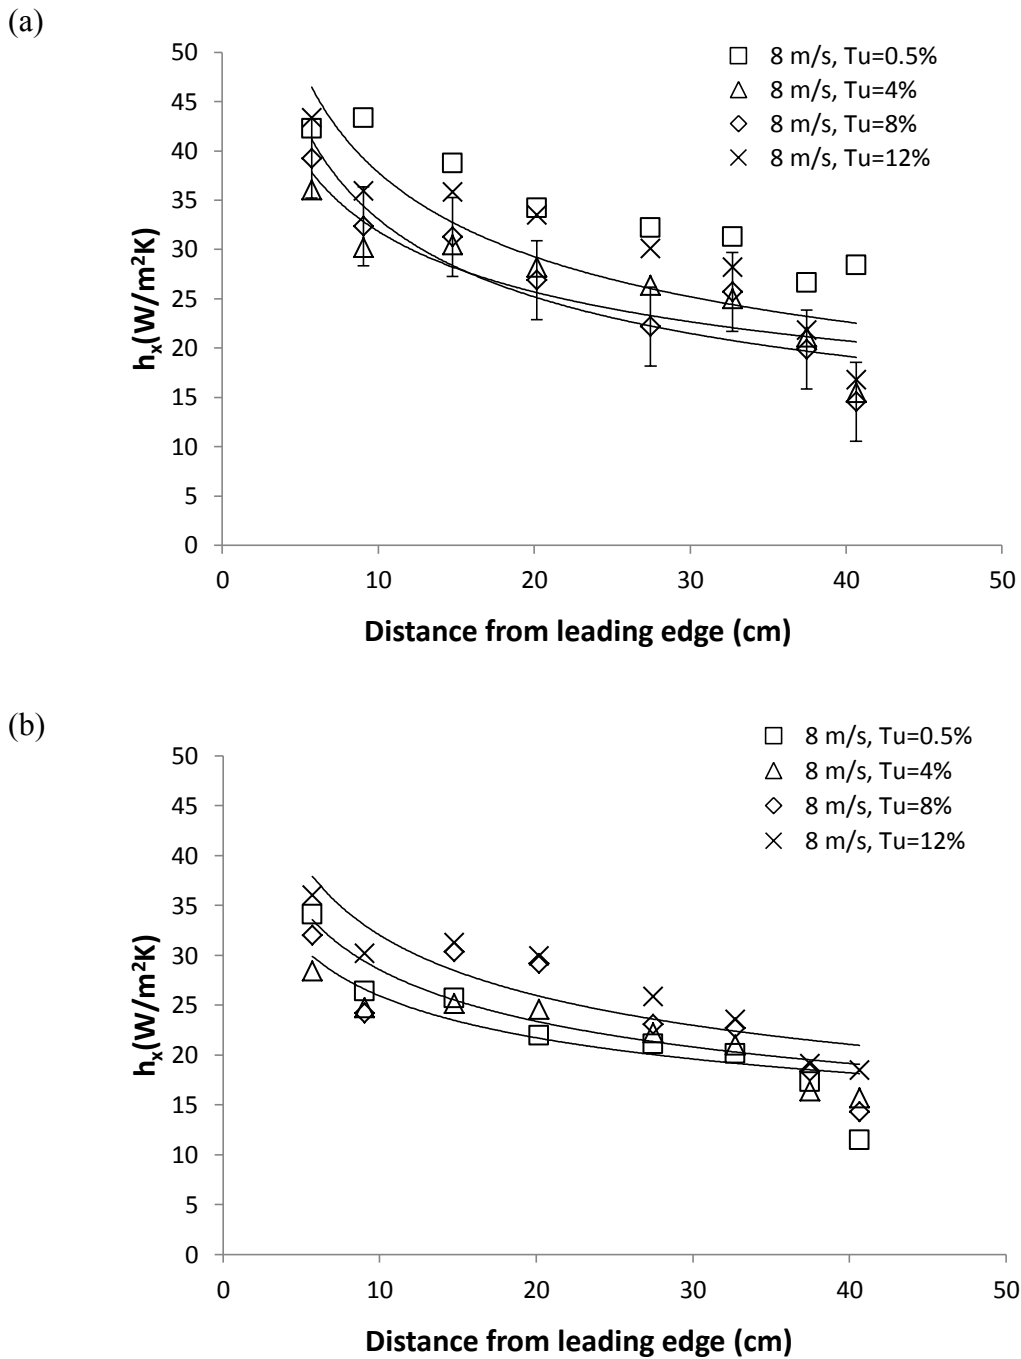 (a)
50
45
40
35
30
25
20
15
10
5
0
hₓ(W/m²K)
8 m/s, Tu=0.5%
8 m/s, Tu=4%
8 m/s, Tu=8%
8 m/s, Tu=12%
0 10 20 30 40 50
Distance from leading edge (cm)
(b)
50
45
40
35
30
25
20
15
10
5
0
hₓ(W/m²K)
8 m/s, Tu=0.5%
8 m/s, Tu=4%
8 m/s, Tu=8%
8 m/s, Tu=12%
0 10 20 30 40 50
Distance from leading edge (cm)